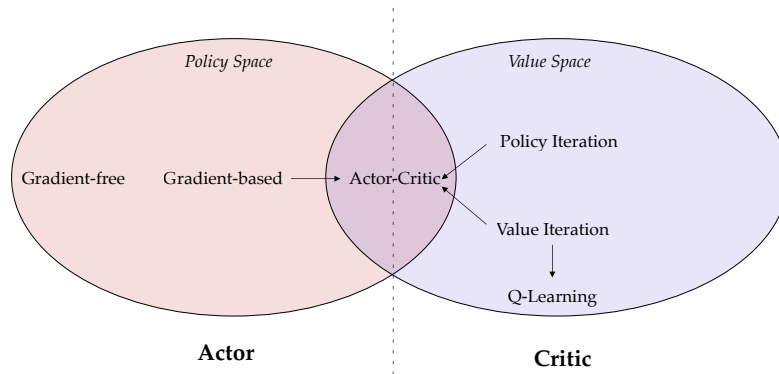 Policy Space
Value Space
Policy Iteration
Gradient-free
Gradient-based
Actor-Critic
Value Iteration
Q-Learning
Actor
Critic